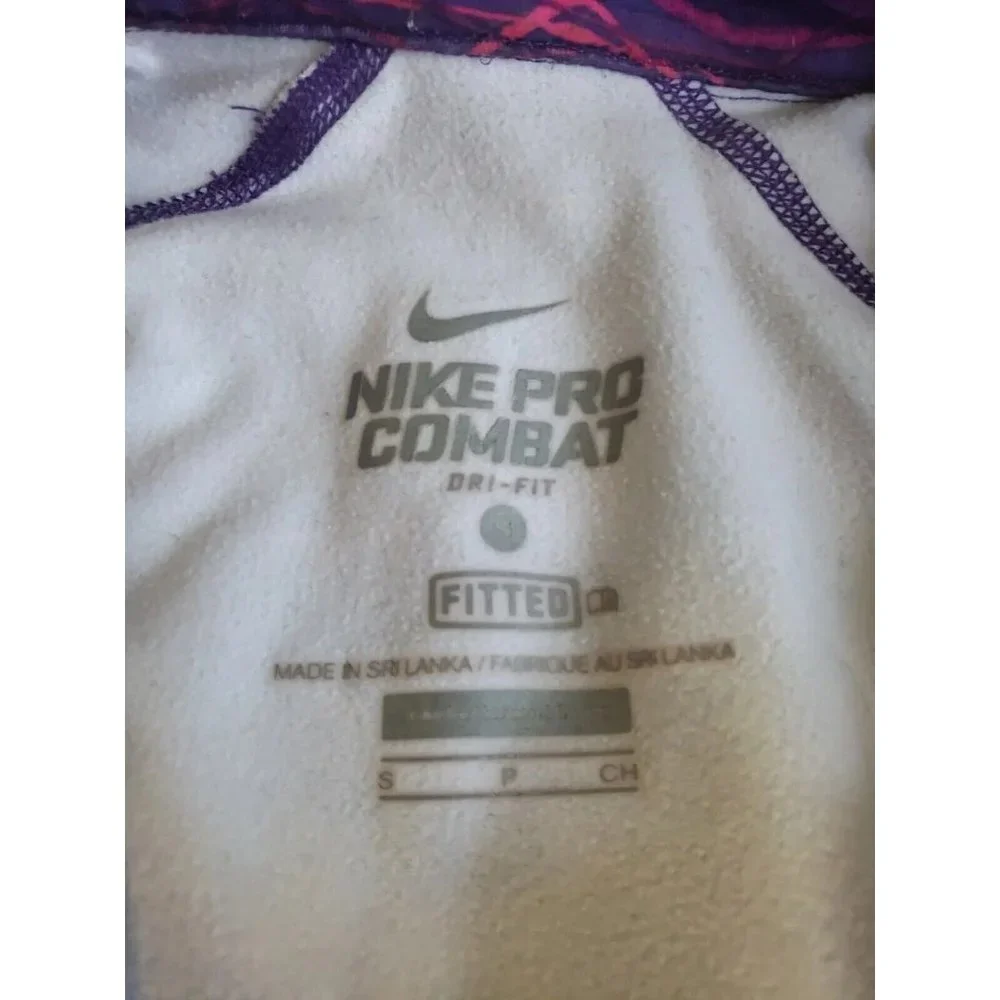 NIKE PRO
COMBAT
DRI-FIT
S
FITTED
MADE IN SRI LANKA / FABRIQUE AU SRI LANKA
S P CH